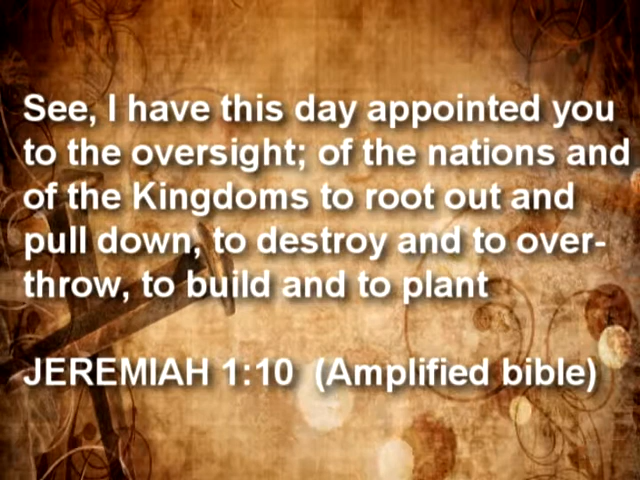 See, I have this day appointed you
to the oversight; of the nations and
of the Kingdoms to root out and
pull down, to destroy and to over-
throw, to build and to plant
JEREMIAH 1:10 (Amplified bible)